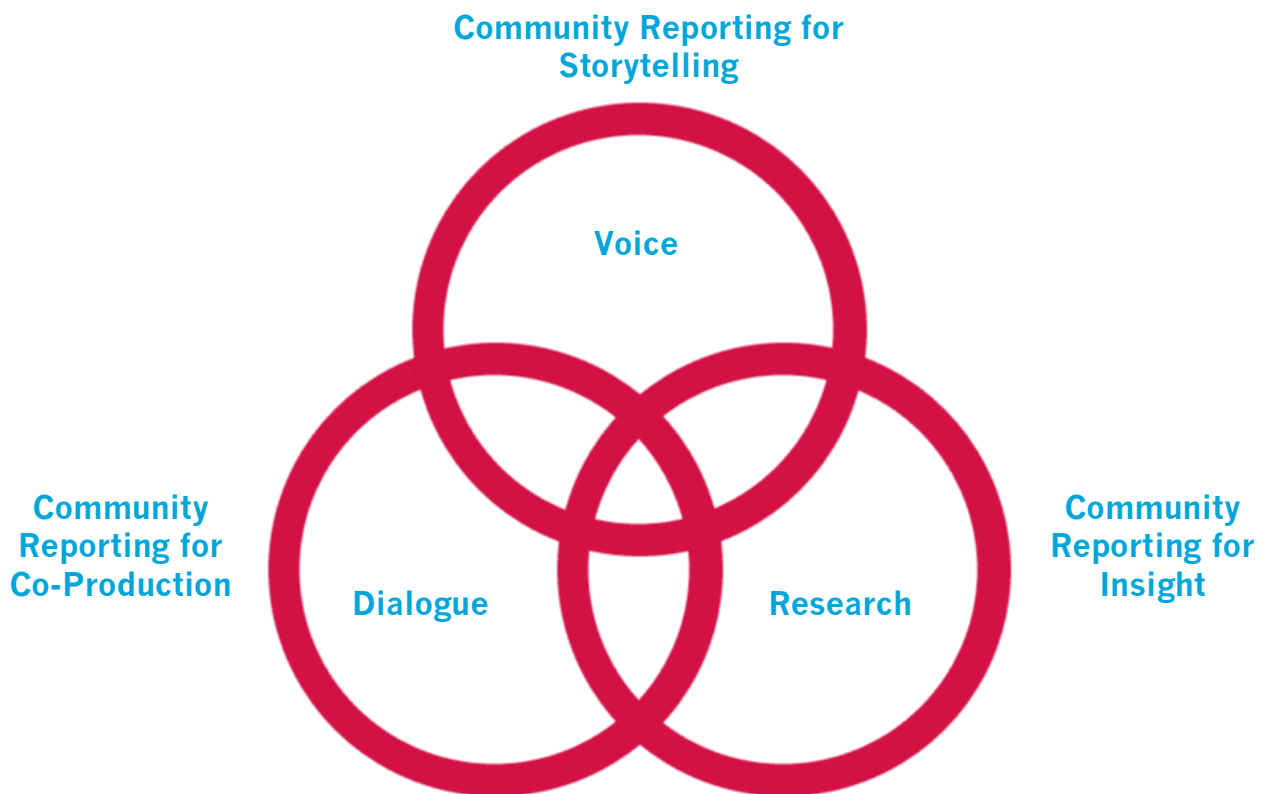 Community Reporting for
Storytelling
Voice
Community
Reporting for
Co-Production
Dialogue
Research
Community
Reporting for
Insight